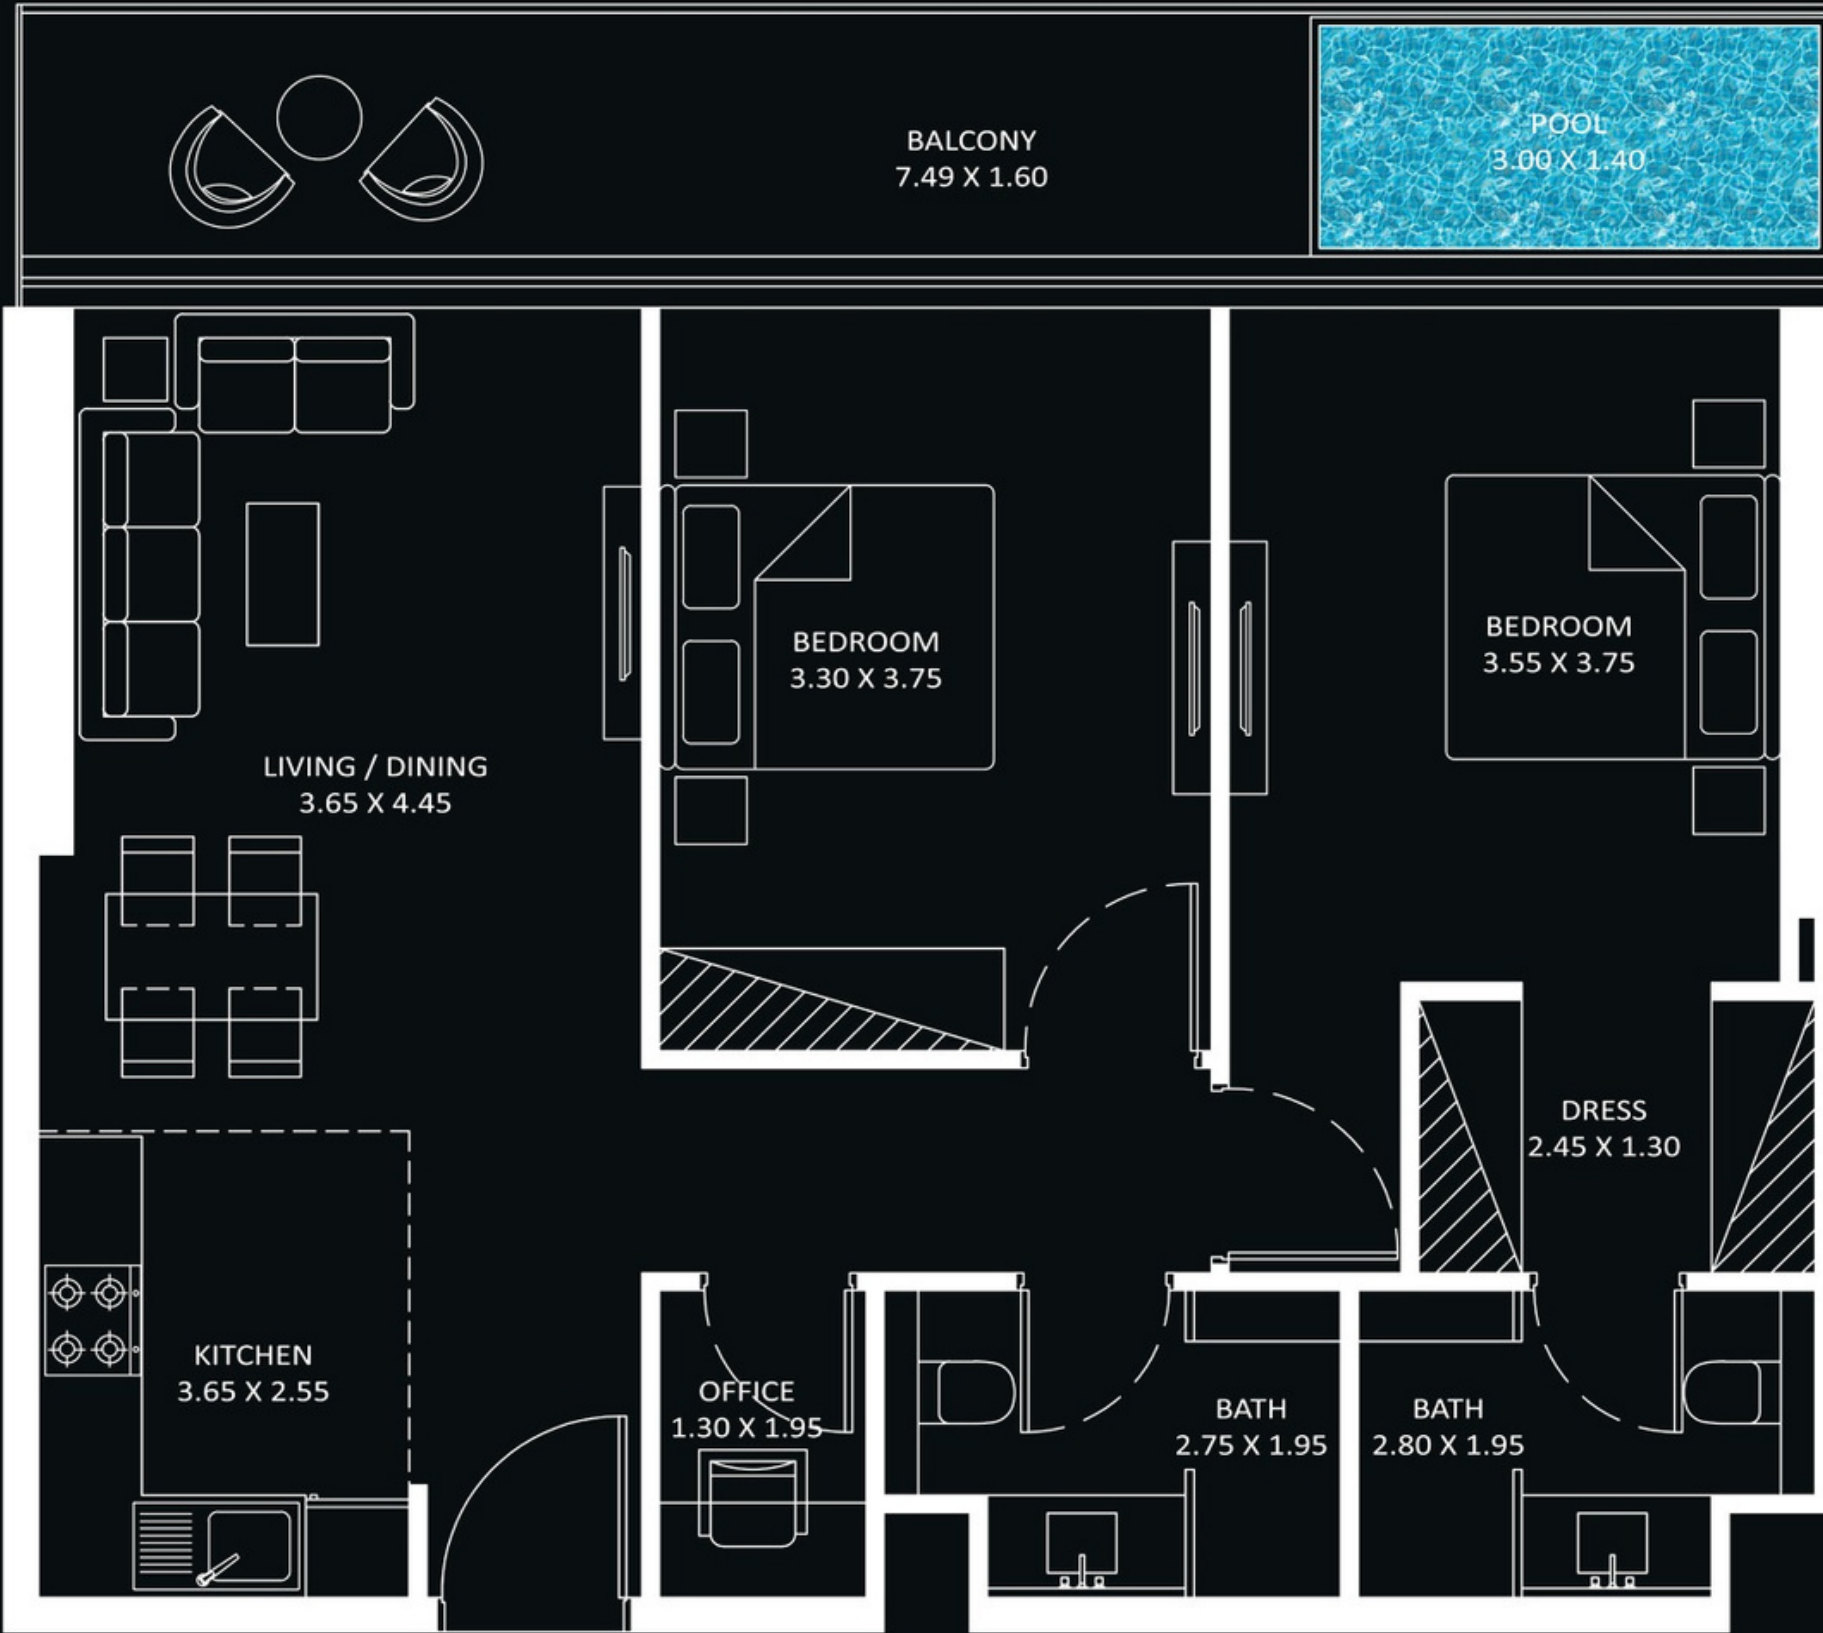 BALCONY
7.49 X 1.60
POOL
3.00 X 1.40
BEDROOM
3.30 X 3.75
BEDROOM
3.55 X 3.75
LIVING / DINING
3.65 X 4.45
DRESS
2.45 X 1.30
KITCHEN
3.65 X 2.55
OFFICE
1.30 X 1.95
BATH
2.75 X 1.95
BATH
2.80 X 1.95